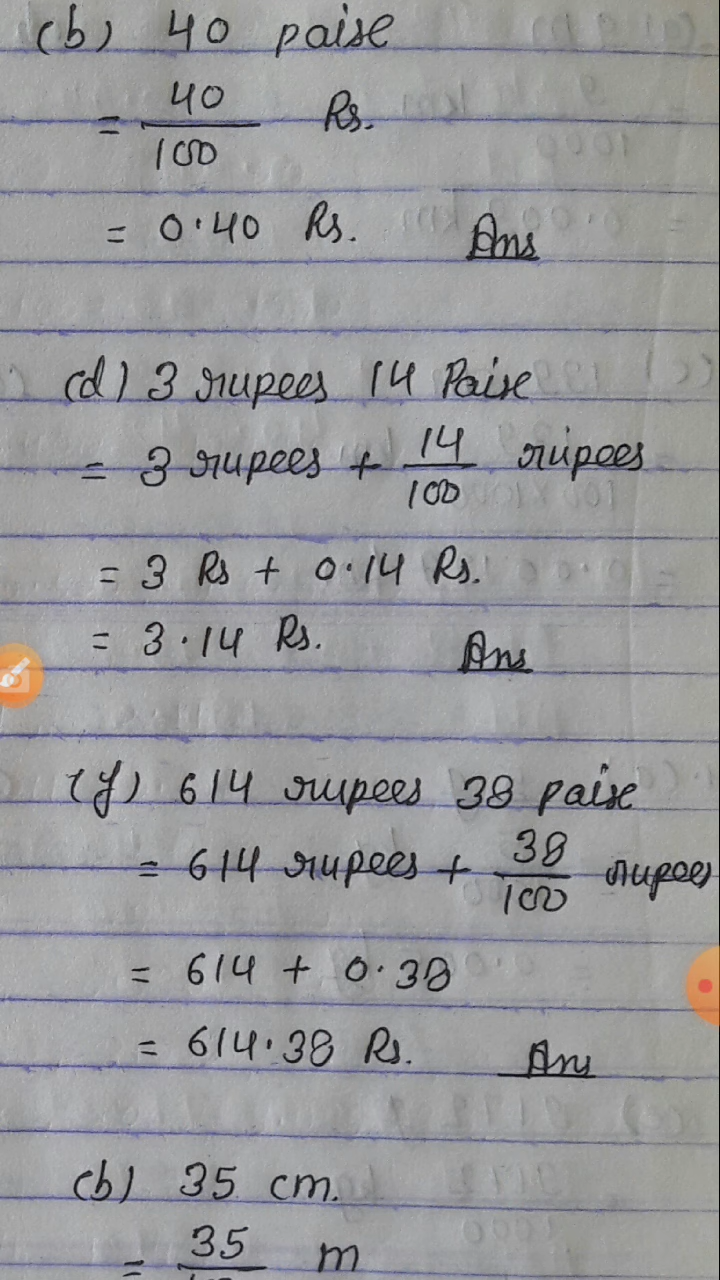 (b) 40 paise
= 40/100 Rs.
= 0.40 Rs. Ans
(d) 3 rupees 14 Paise
= 3 rupees + 14/100 rupees
= 3 Rs + 0.14 Rs.
= 3.14 Rs. Ans
(f) 614 rupees 38 paise
= 614 rupees + 38/100 rupees
= 614 + 0.38
= 614.38 Rs. Ans
(b) 35 cm.
= 35 m